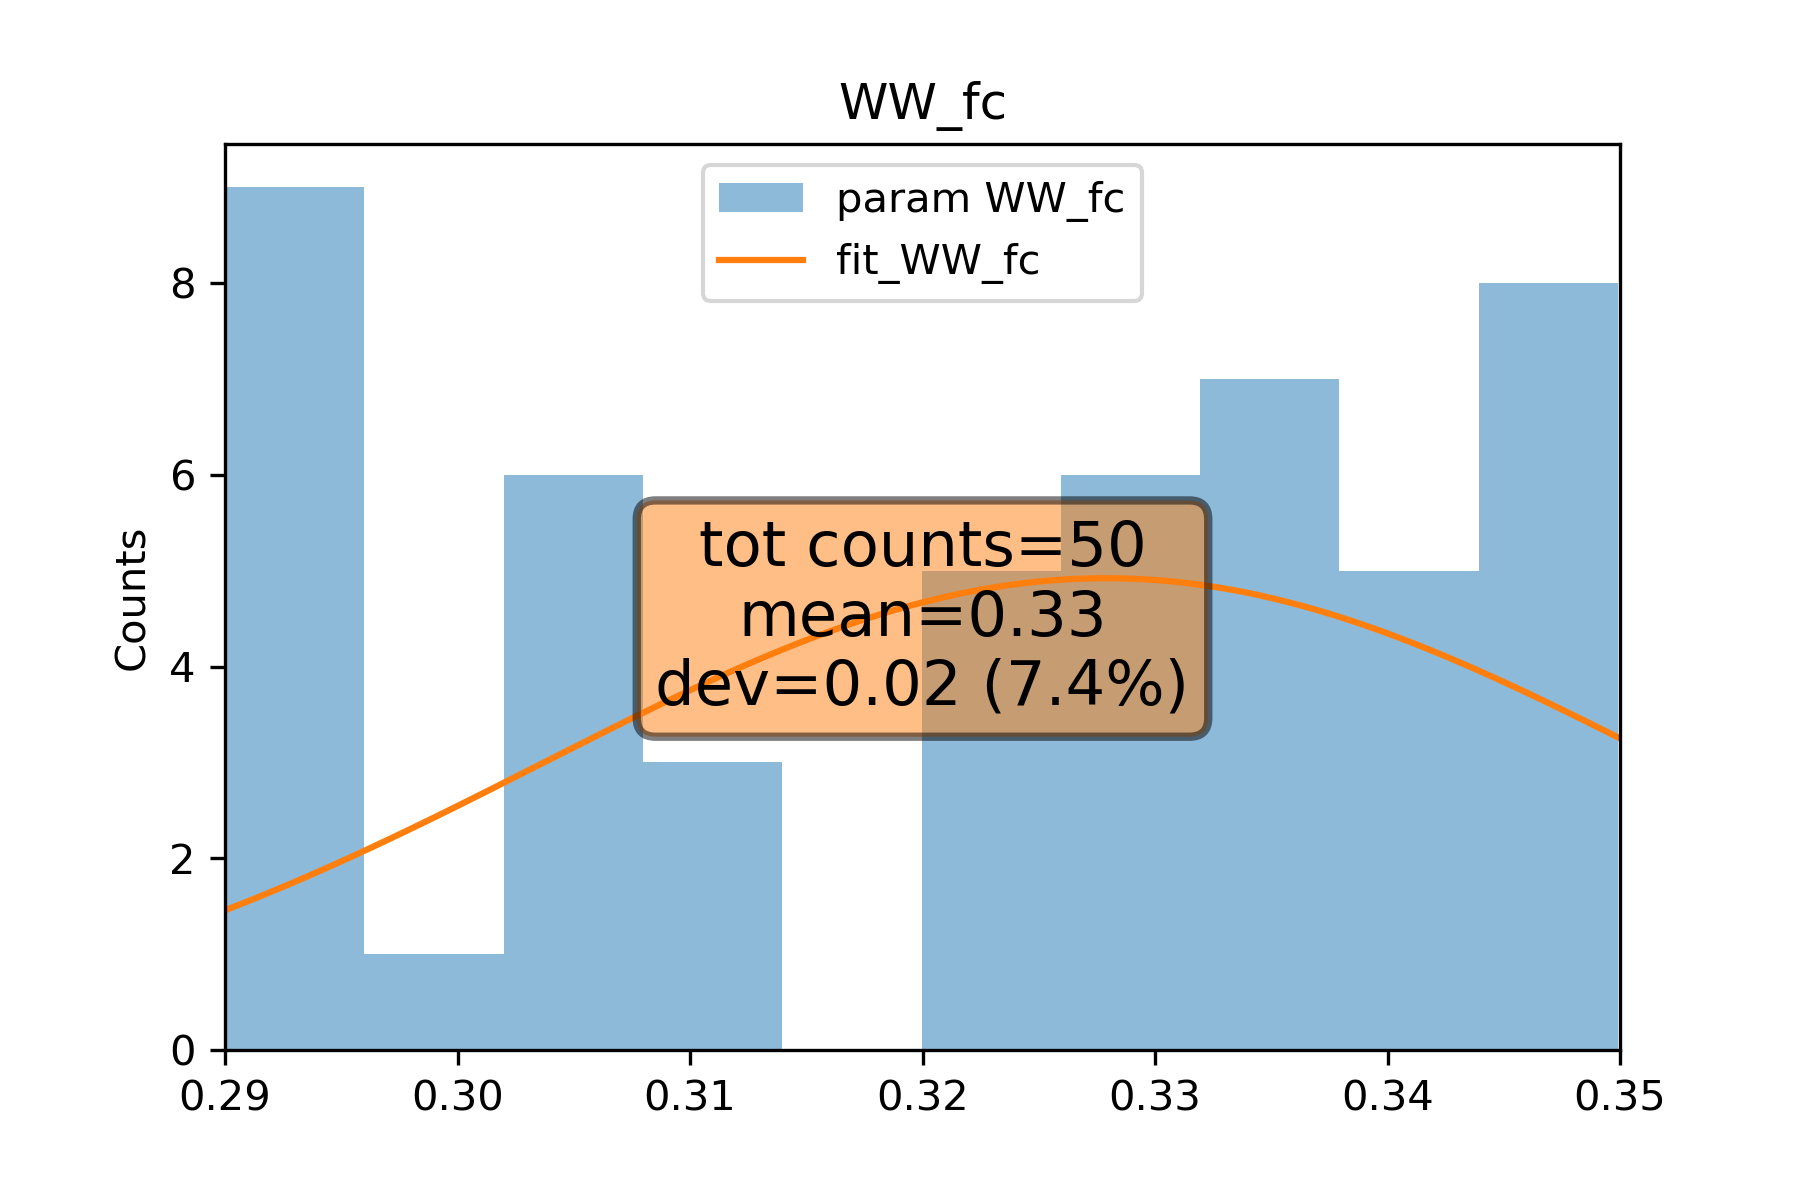 WW_fc
param WW_fc
fit_WW_fc
Counts
8
6
4
2
0
tot counts=50
mean=0.33
dev=0.02 (7.4%)
0.29 0.30 0.31 0.32 0.33 0.34 0.35